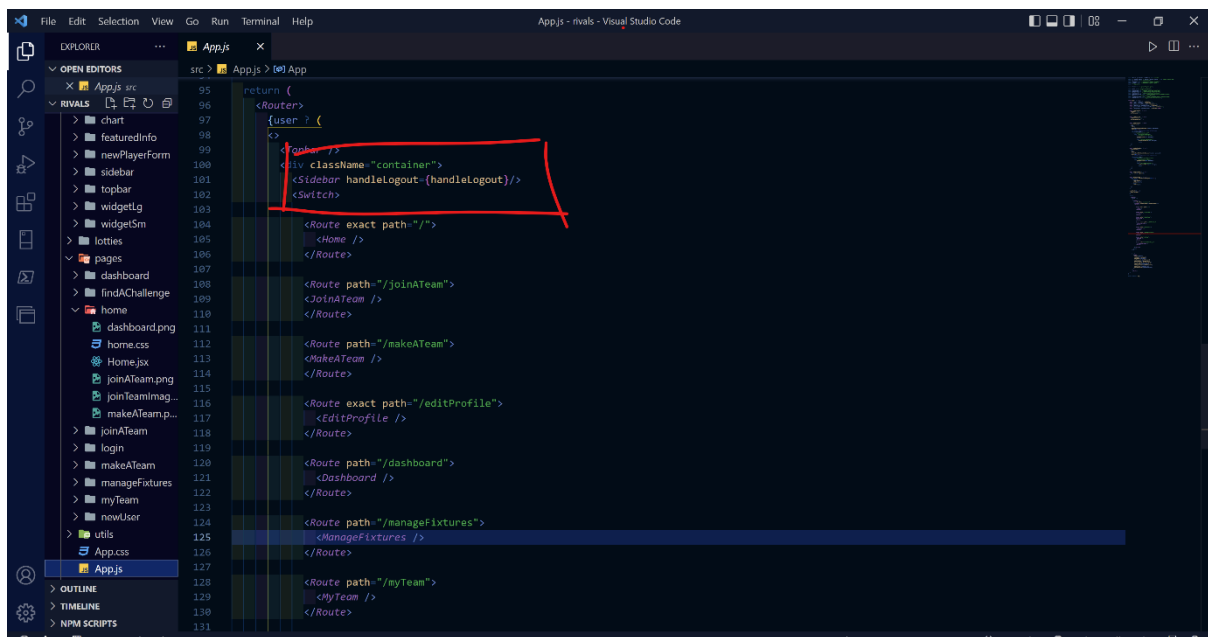 File Edit Selection View Go Run Terminal Help
App.js - rivals - Visual Studio Code
EXPLORER
App.js
OPEN EDITORS
App.js src
RIVALS
chart
featuredInfo
newPlayerForm
sidebar
topbar
widgetLg
widgetSm
lotties
pages
dashboard
findAChallenge
home
dashboard.png
home.css
Home.jsx
joinATeam.png
joinTeamImag...
makeATeam.p...
joinATeam
login
makeATeam
manageFixtures
myTeam
newUser
utils
App.css
App.js
OUTLINE
TIMELINE
NPM SCRIPTS
src > App.js > App
95 return (
96 <Router>
97 {user ? (
98 <>
99 <Topbar />
100 <div className="container">
101 <Sidebar handleLogout={handleLogout}/>
102 <Switch>
103
104 <Route exact path="/">
105 <Home />
106 </Route>
107
108 <Route path="/joinATeam">
109 <JoinATeam />
110 </Route>
111
112 <Route path="/makeATeam">
113 <MakeATeam />
114 </Route>
115
116 <Route exact path="/editProfile">
117 <EditProfile />
118 </Route>
119
120 <Route path="/dashboard">
121 <Dashboard />
122 </Route>
123
124 <Route path="/manageFixtures">
125 <ManageFixtures />
126 </Route>
127
128 <Route path="/myTeam">
129 <MyTeam />
130 </Route>
131